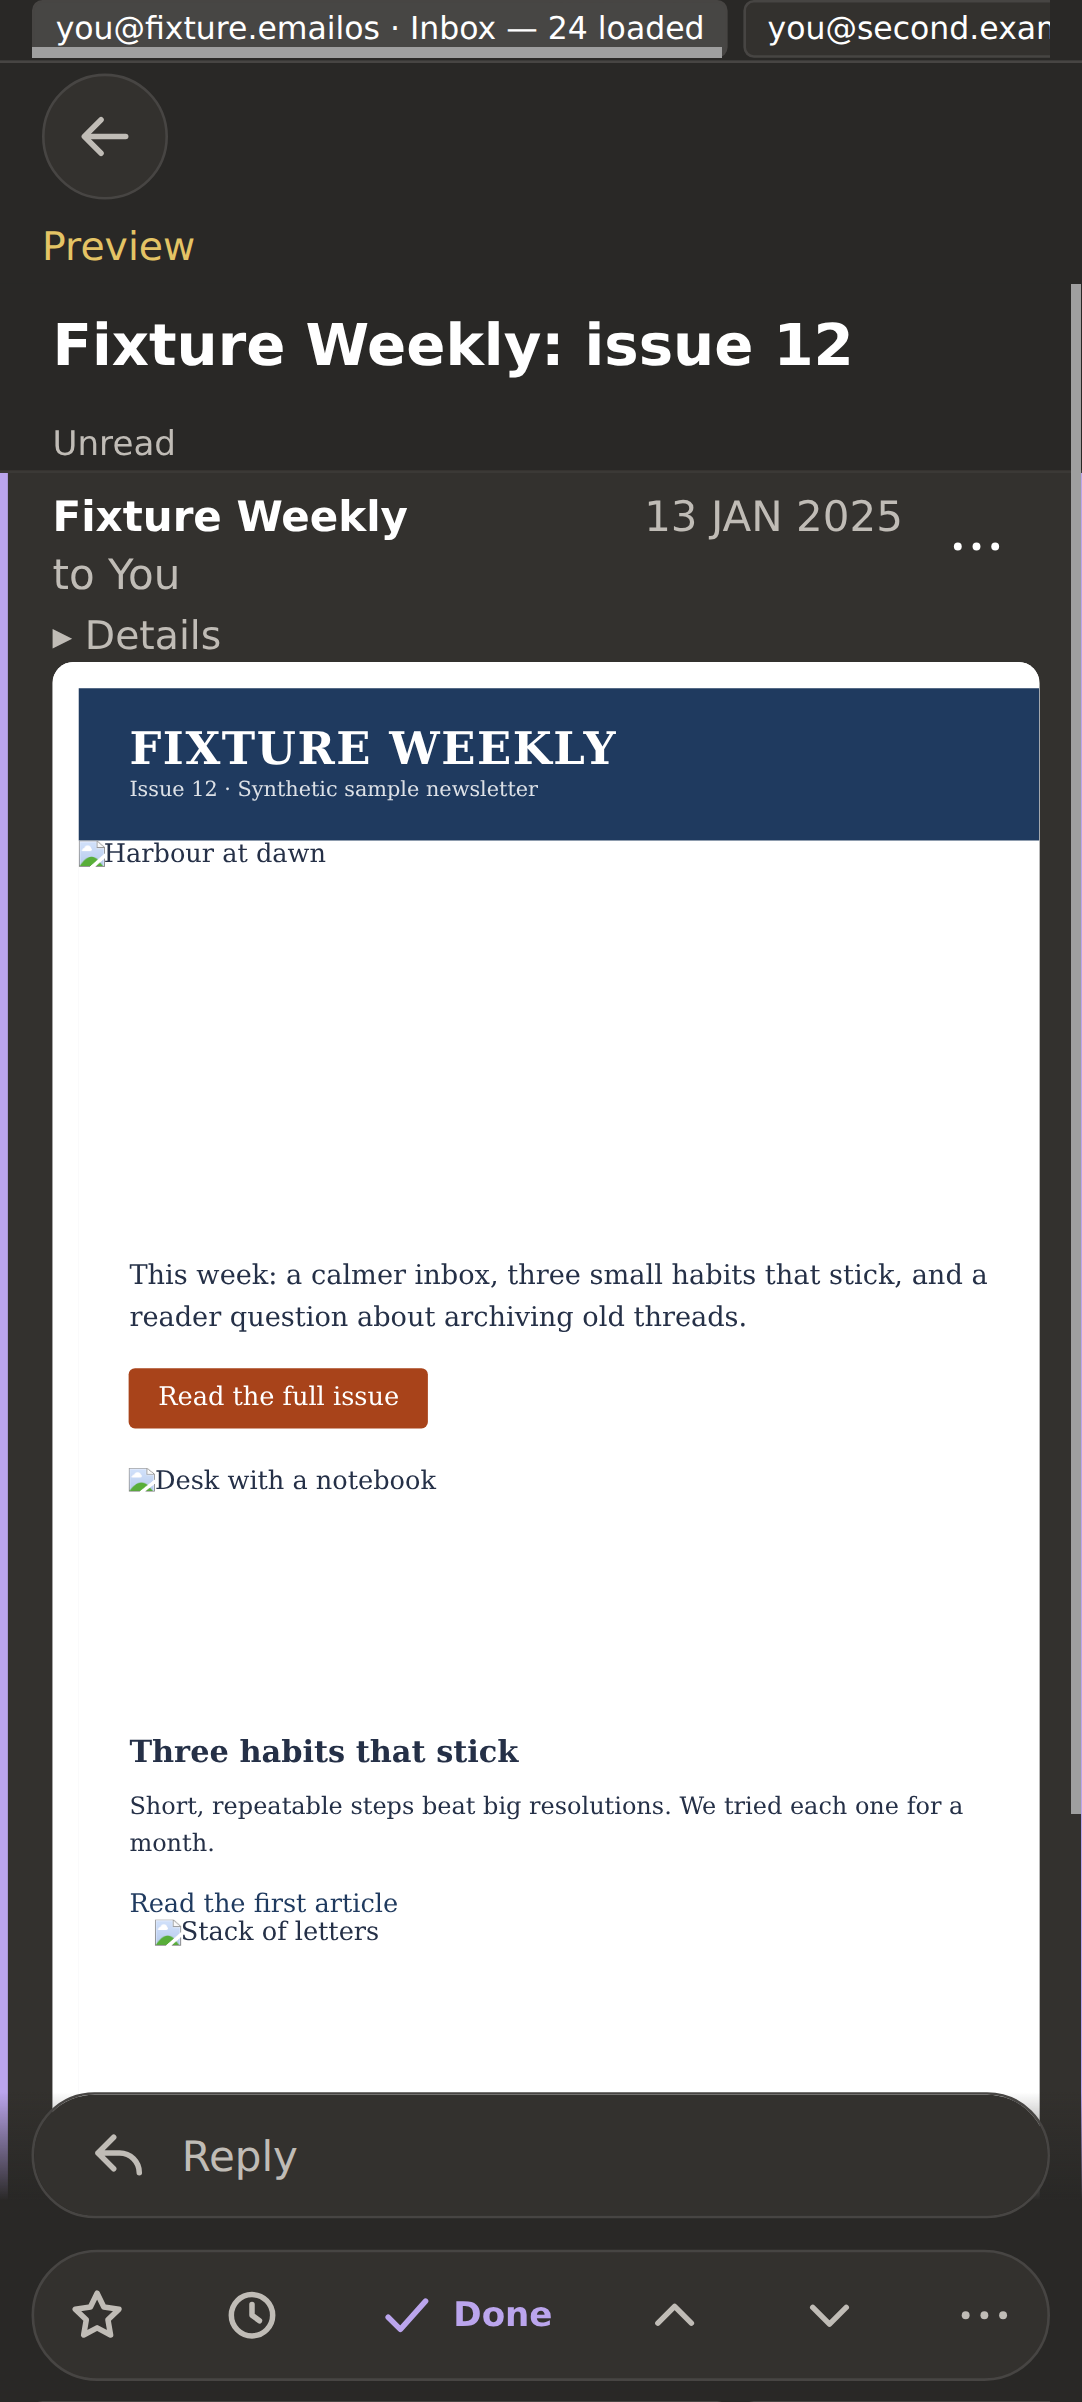 you@fixture.emailos · Inbox — 24 loaded
you@second.exam
Preview
Fixture Weekly: issue 12
Unread
Fixture Weekly 13 JAN 2025
to You
▸ Details
FIXTURE WEEKLY
Issue 12 · Synthetic sample newsletter
Harbour at dawn
This week: a calmer inbox, three small habits that stick, and a
reader question about archiving old threads.
Read the full issue
Desk with a notebook
Three habits that stick
Short, repeatable steps beat big resolutions. We tried each one for a
month.
Read the first article
Stack of letters
Reply
Done